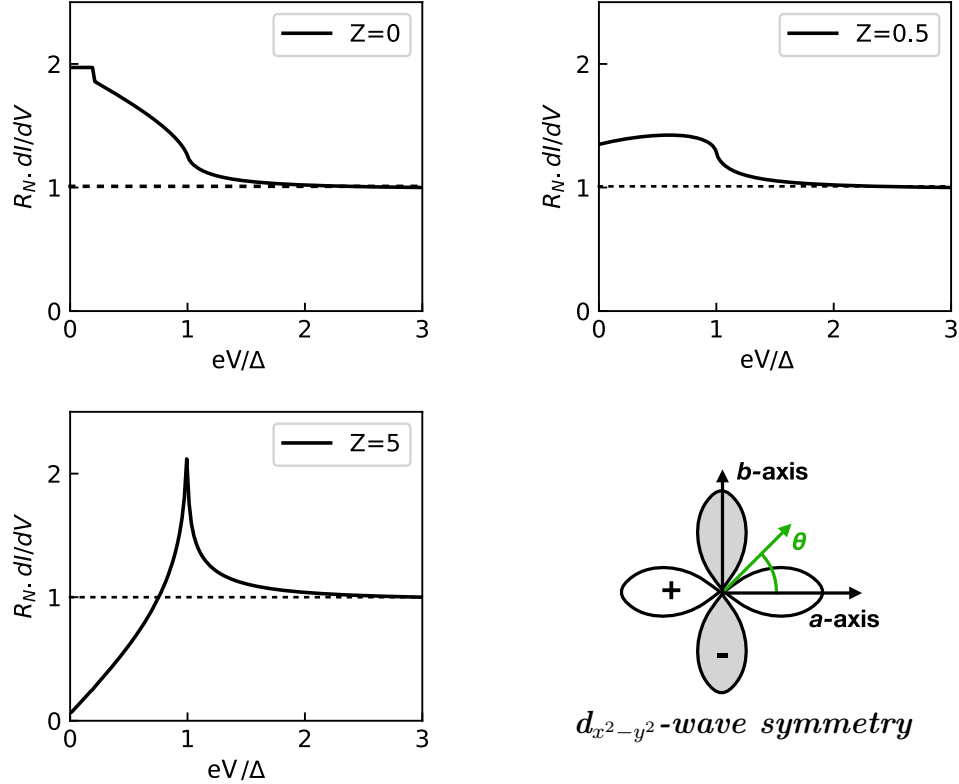 Z=0
2
1
0
R_N. dI/dV
0 1 2 3
eV/Δ
Z=0.5
2
1
0
R_N. dI/dV
0 1 2 3
eV/Δ
Z=5
2
1
0
R_N. dI/dV
0 1 2 3
eV/Δ
b-axis
θ
+
a-axis
-
d_{x²−y²}-wave symmetry